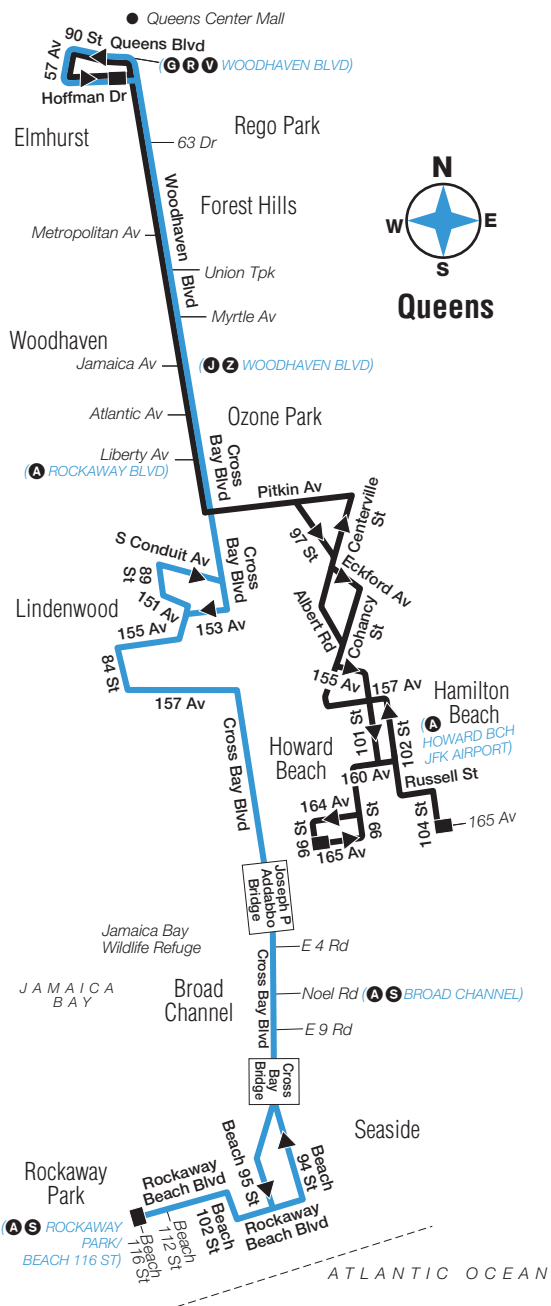 Queens Center Mall
90 St
Queens Blvd
57 Av
(G R V WOODHAVEN BLVD)
Hoffman Dr
Elmhurst
63 Dr
Rego Park
Woodhaven Blvd
Forest Hills
N
W
E
S
Queens
Metropolitan Av
Union Tpk
Myrtle Av
Woodhaven
Jamaica Av
(J Z WOODHAVEN BLVD)
Atlantic Av
Ozone Park
Liberty Av
(A ROCKAWAY BLVD)
Cross
Bay Blvd
Pitkin Av
Centerville
St
97 St
Eckford Av
S Conduit Av
89
St
Cross
Bay Blvd
151 Av
153 Av
Lindenwood
155 Av
84 St
157 Av
Albert Rd
Cohancy
St
155 Av
157 Av
Hamilton
Beach
(A
HOWARD BCH
JFK AIRPORT)
101 St
102 St
Howard
Beach
160 Av
Russell St
Cross Bay Blvd
164 Av
99 St
96 St
165 Av
104 St
165 Av
Joseph P
Addabbo
Bridge
Jamaica Bay
Wildlife Refuge
E 4 Rd
JAMAICA
BAY
Broad
Channel
Cross Bay Blvd
Noel Rd (A S BROAD CHANNEL)
E 9 Rd
Cross
Bay
Bridge
Seaside
Beach 95 St
Beach
94 St
Rockaway
Park
Rockaway
Beach Blvd
(A S ROCKAWAY
PARK/
BEACH 116 ST)
Beach
116 St
Beach
112 St
Beach
102 St
Rockaway
Beach Blvd
ATLANTIC OCEAN